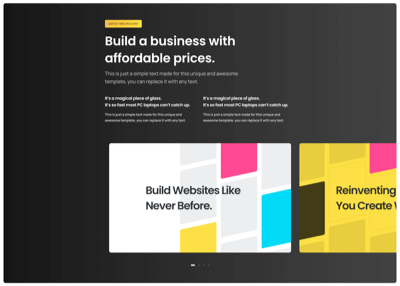 Build a business with
affordable prices.
This is just a simple text made for this unique and awesome
template, you can replace it with any text.
It's a magical piece of glass.
It's so fast most PC laptops can't catch up.
This is just a simple text made for this unique and
awesome template, you can replace it with any text.
It's a magical piece of glass.
It's so fast most PC laptops can't catch up.
This is just a simple text made for this unique and
awesome template, you can replace it with any text.
Build Websites Like
Never Before.
Reinventing
You Create